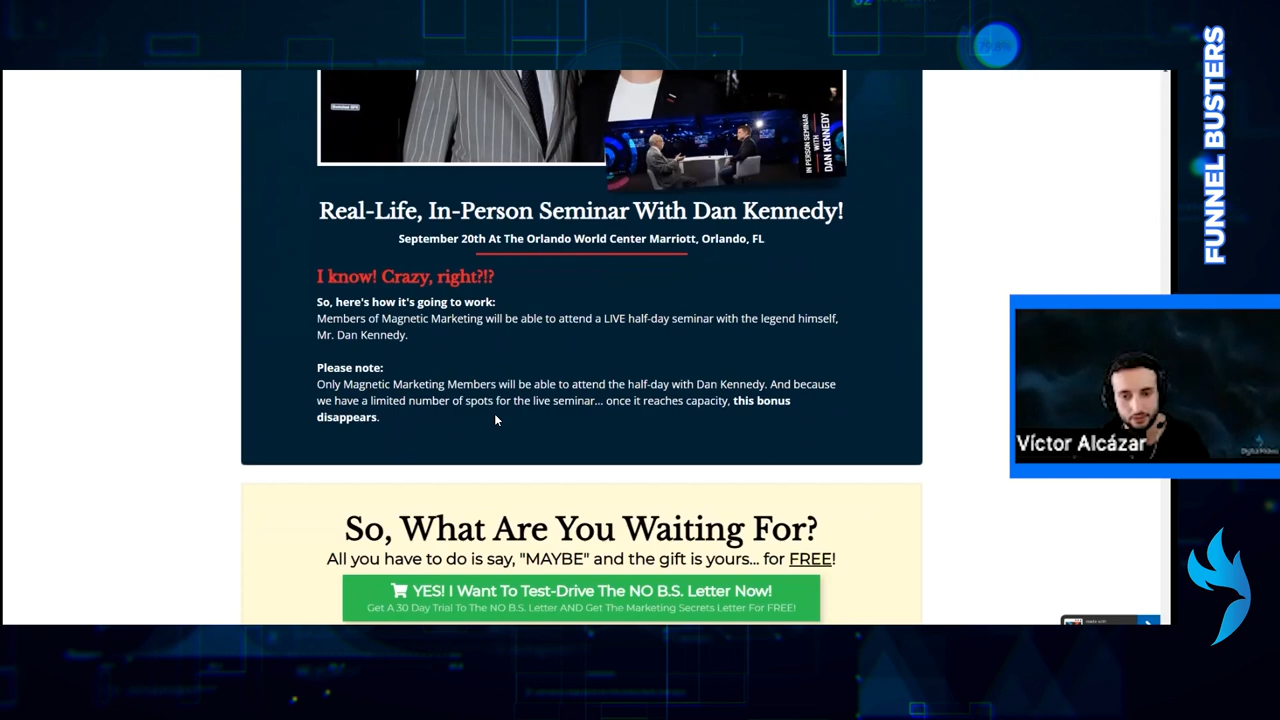 79.8%
FUNNEL BUSTERS
IN PERSON SEMINAR
WITH
DAN KENNEDY
Real-Life, In-Person Seminar With Dan Kennedy!
September 20th At The Orlando World Center Marriott, Orlando, FL
I know! Crazy, right?!?
So, here's how it's going to work:
Members of Magnetic Marketing will be able to attend a LIVE half-day seminar with the legend himself,
Mr. Dan Kennedy.
Please note:
Only Magnetic Marketing Members will be able to attend the half-day with Dan Kennedy. And because
we have a limited number of spots for the live seminar... once it reaches capacity, this bonus
disappears.
Víctor Alcázar
So, What Are You Waiting For?
All you have to do is say, "MAYBE" and the gift is yours... for FREE!
YES! I Want To Test-Drive The NO B.S. Letter Now!
Get A 30 Day Trial To The NO B.S. Letter AND Get The Marketing Secrets Letter For FREE!